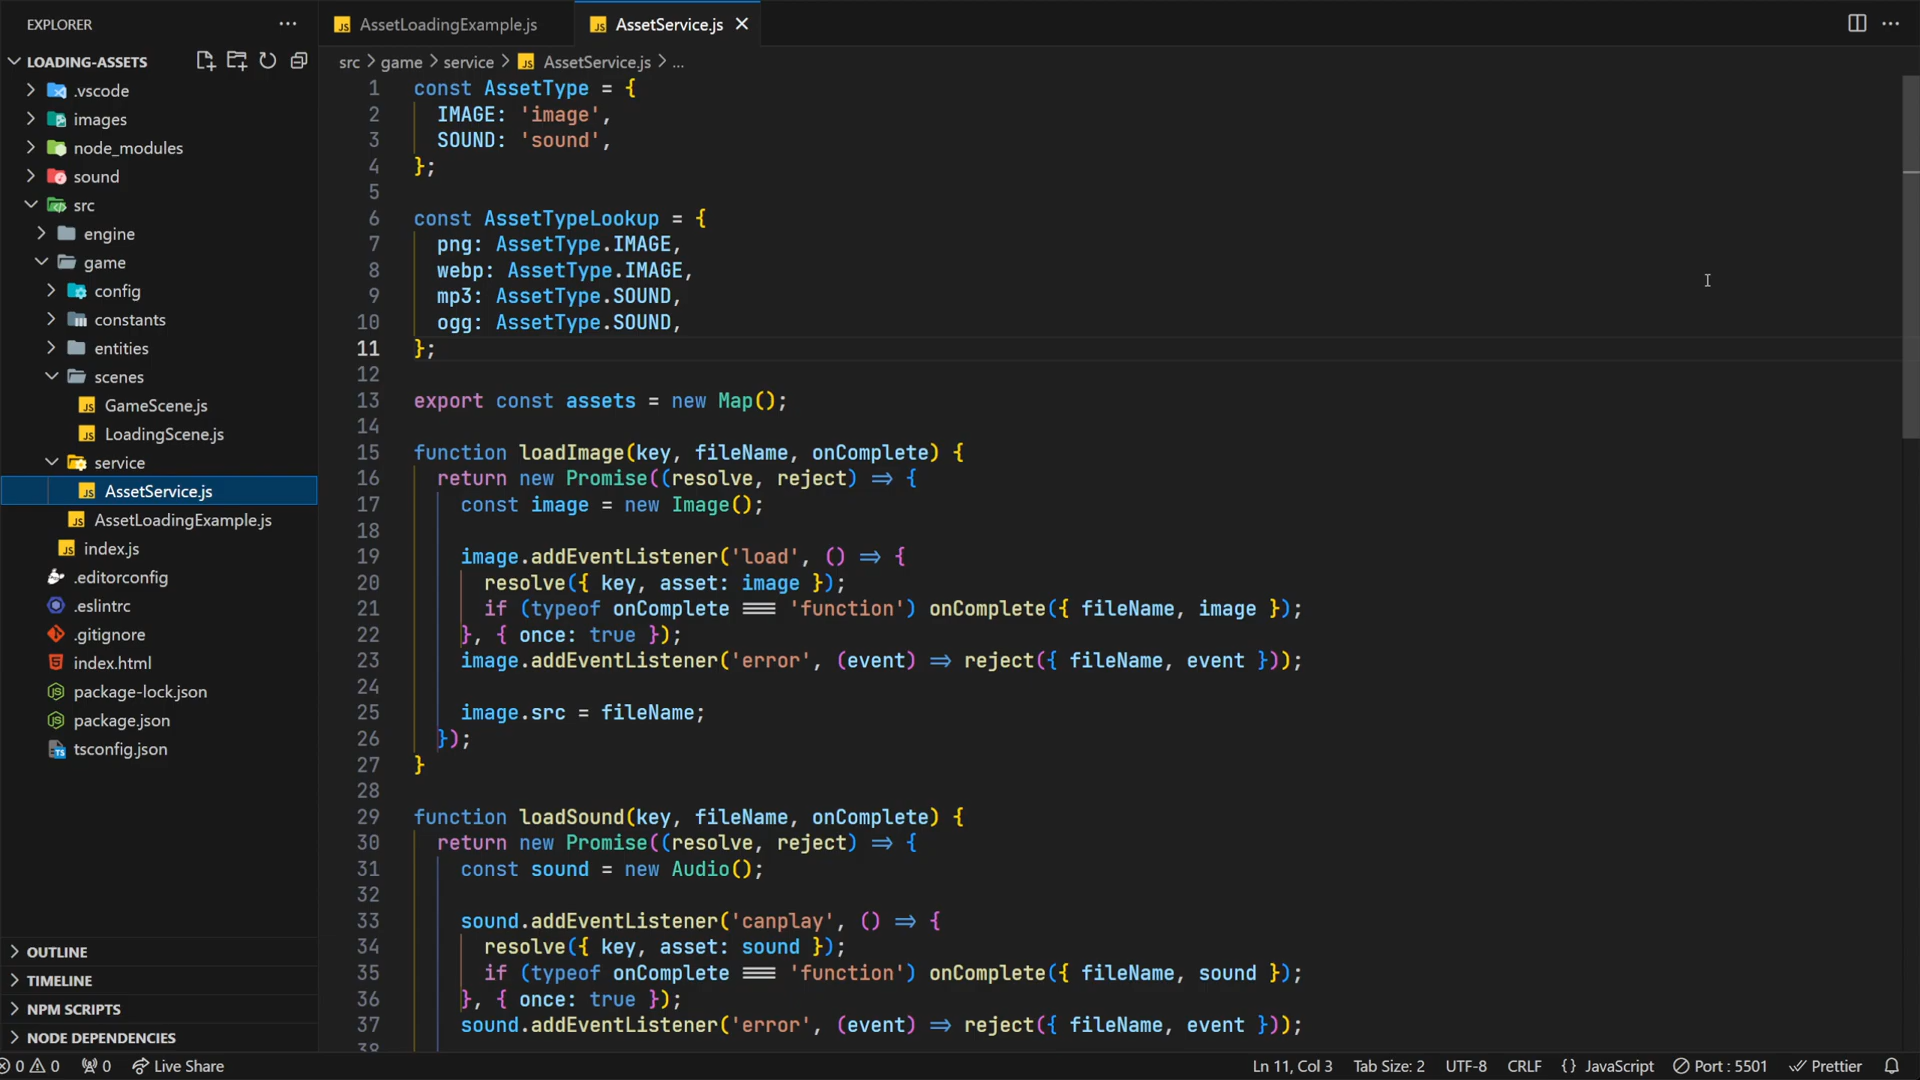 EXPLORER
AssetLoadingExample.js
AssetService.js
LOADING-ASSETS
.vscode
images
node_modules
sound
src
engine
game
config
constants
entities
scenes
GameScene.js
LoadingScene.js
service
AssetService.js
AssetLoadingExample.js
index.js
.editorconfig
.eslintrc
.gitignore
index.html
package-lock.json
package.json
tsconfig.json
OUTLINE
TIMELINE
NPM SCRIPTS
NODE DEPENDENCIES
src > game > service > JS AssetService.js > ...
1 const AssetType = {
2 IMAGE: 'image',
3 SOUND: 'sound',
4 };
5
6 const AssetTypeLookup = {
7 png: AssetType.IMAGE,
8 webp: AssetType.IMAGE,
9 mp3: AssetType.SOUND,
10 ogg: AssetType.SOUND,
11 };
12
13 export const assets = new Map();
14
15 function loadImage(key, fileName, onComplete) {
16 return new Promise((resolve, reject) => {
17 const image = new Image();
18
19 image.addEventListener('load', () => {
20 resolve({ key, asset: image });
21 if (typeof onComplete === 'function') onComplete({ fileName, image });
22 }, { once: true });
23 image.addEventListener('error', (event) => reject({ fileName, event }));
24
25 image.src = fileName;
26 });
27 }
28
29 function loadSound(key, fileName, onComplete) {
30 return new Promise((resolve, reject) => {
31 const sound = new Audio();
32
33 sound.addEventListener('canplay', () => {
34 resolve({ key, asset: sound });
35 if (typeof onComplete === 'function') onComplete({ fileName, sound });
36 }, { once: true });
37 sound.addEventListener('error', (event) => reject({ fileName, event }));
38
0 0 0 Live Share Ln 11, Col 3 Tab Size: 2 UTF-8 CRLF {} JavaScript Port : 5501 Prettier